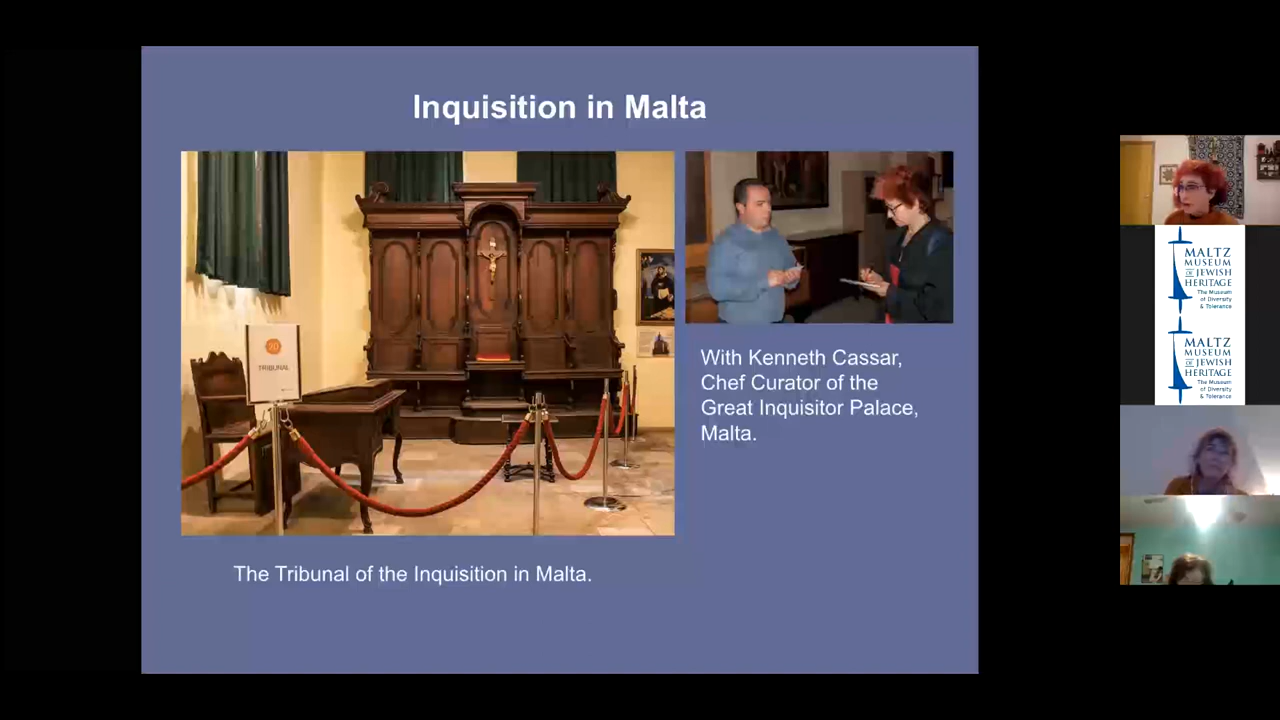 Inquisition in Malta
TRIBUNAL
With Kenneth Cassar,
Chef Curator of the
Great Inquisitor Palace,
Malta.
The Tribunal of the Inquisition in Malta.
MALTZ
MUSEUM
OF JEWISH
HERITAGE
The Museum
of Diversity
& Tolerance
MALTZ
MUSEUM
OF JEWISH
HERITAGE
The Museum
of Diversity
& Tolerance